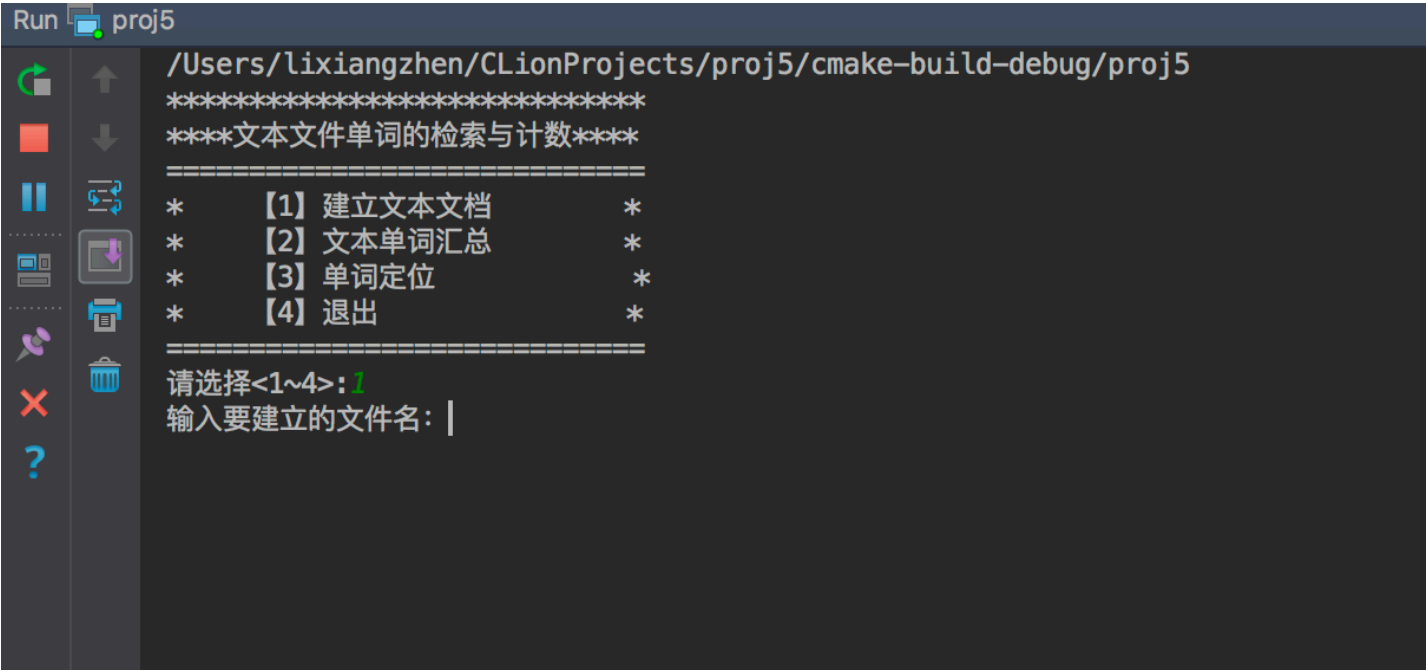 Run proj5
/Users/lixiangzhen/CLionProjects/proj5/cmake-build-debug/proj5
*****************************
****文本文件单词的检索与计数****
=============================
*     【1】建立文本文档        *
*     【2】文本单词汇总        *
*     【3】单词定位            *
*     【4】退出               *
=============================
请选择<1~4>:1
输入要建立的文件名: